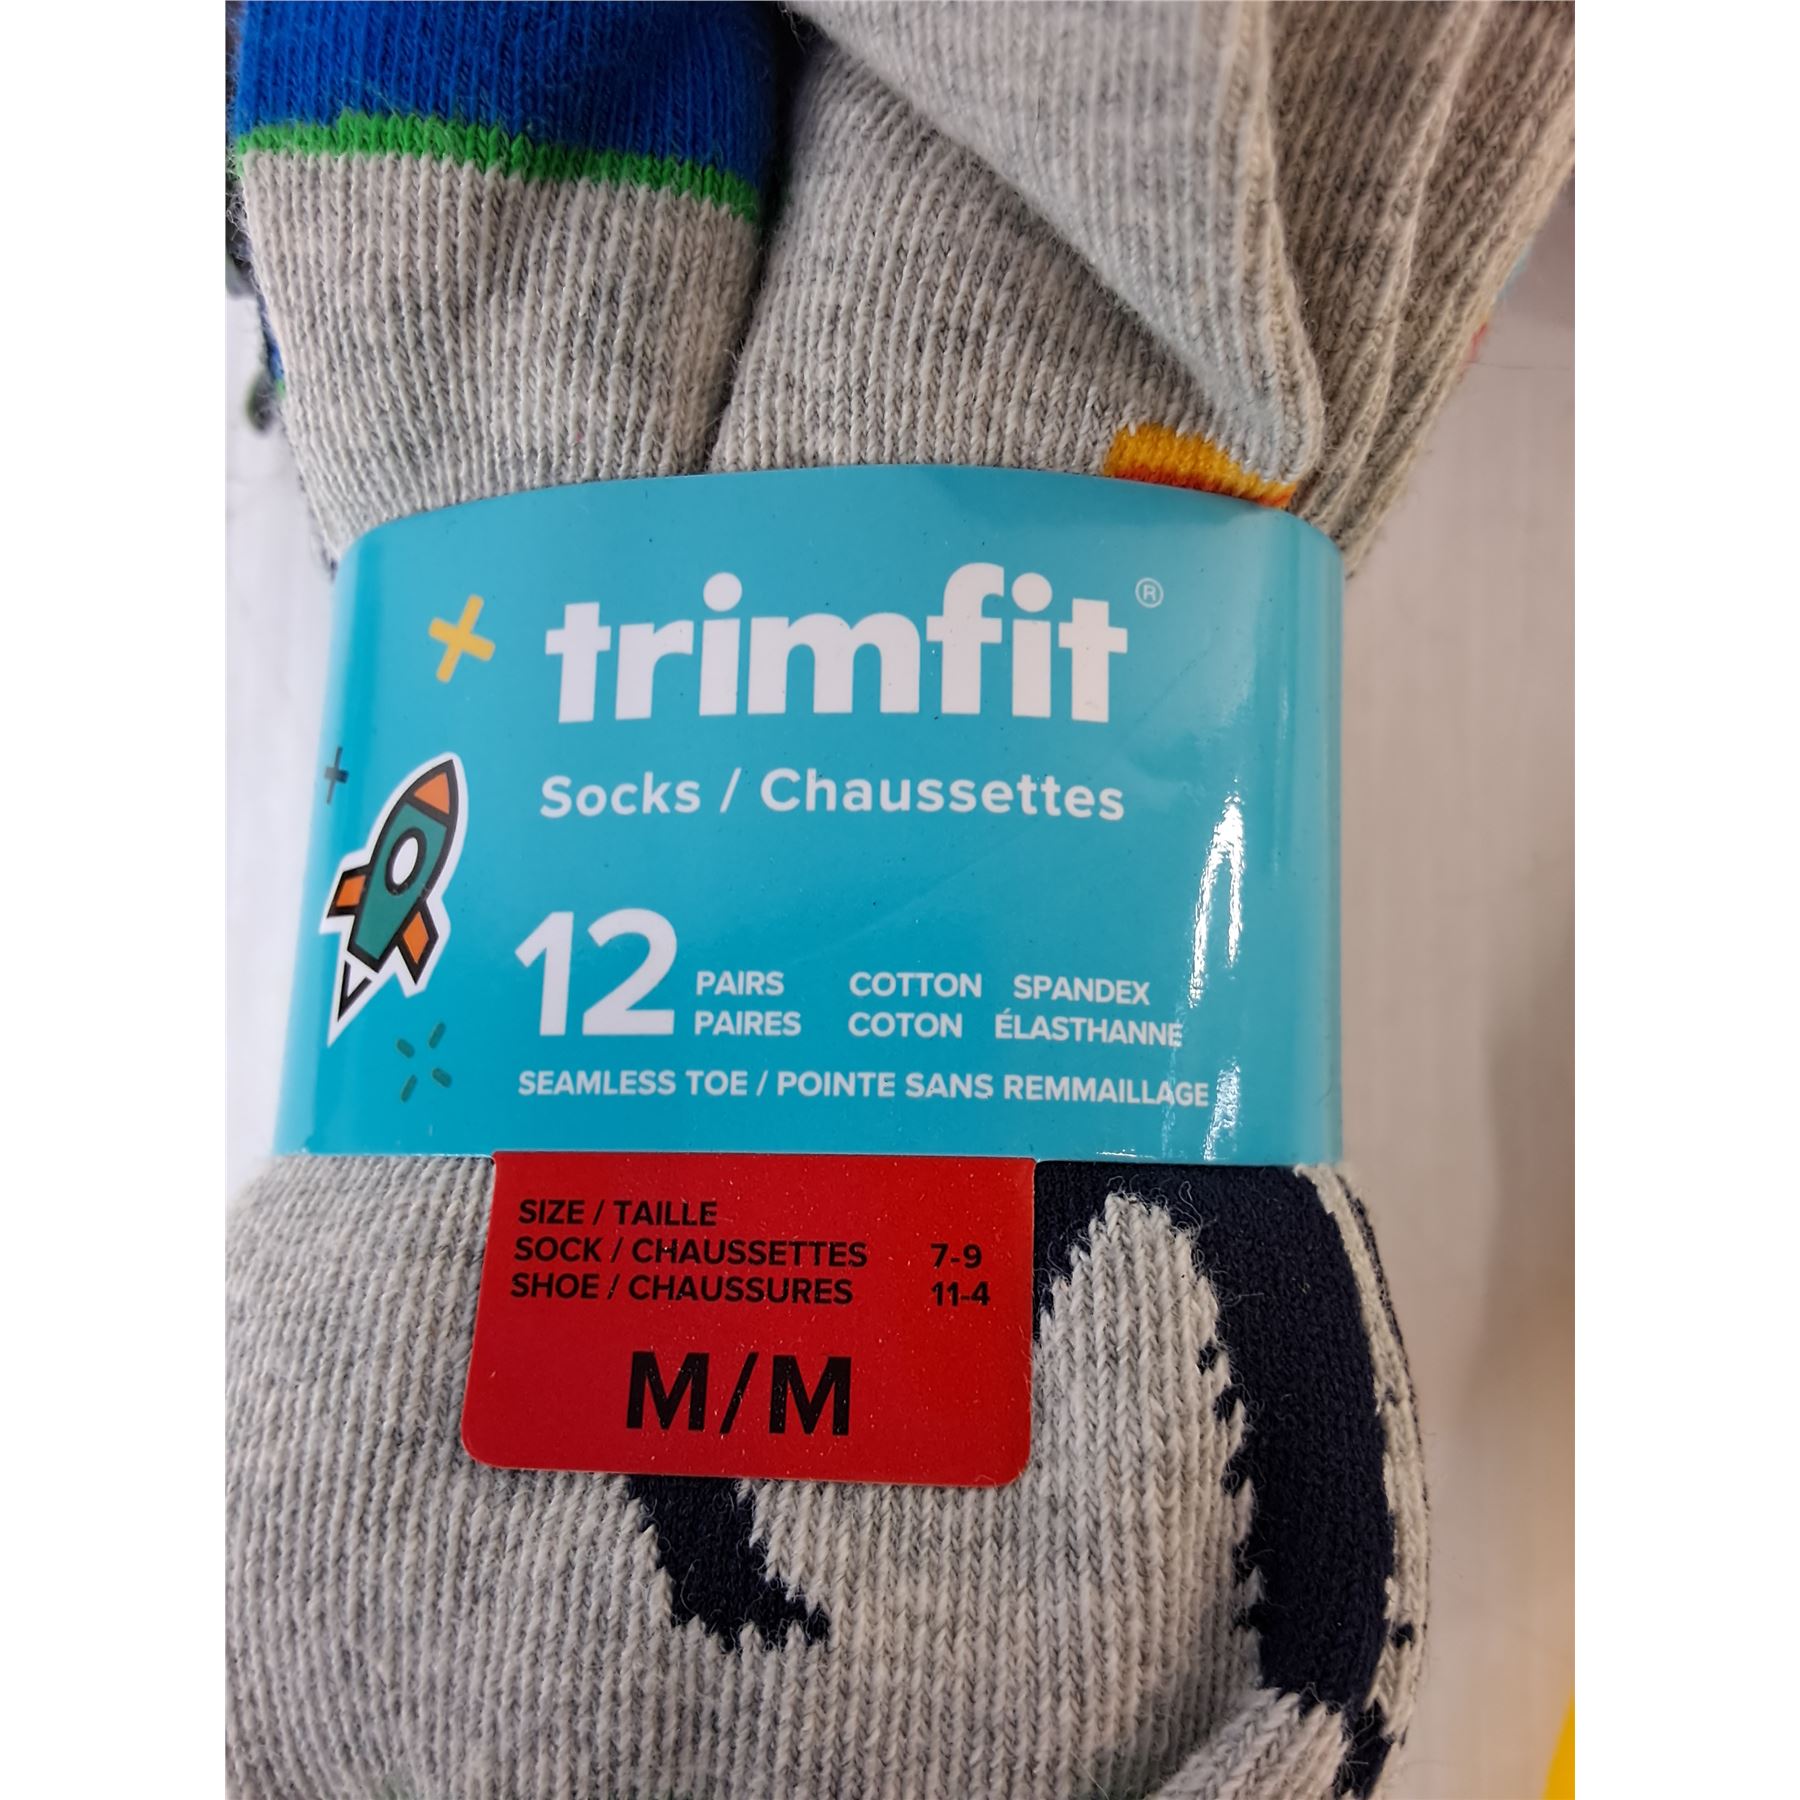 trimfit®
Socks / Chaussettes
12 PAIRS COTTON SPANDEX
PAIRES COTON ÉLASTHANNE
SEAMLESS TOE / POINTE SANS REMMAILLAGE
SIZE / TAILLE
SOCK / CHAUSSETTES 7-9
SHOE / CHAUSSURES 11-4
M/M